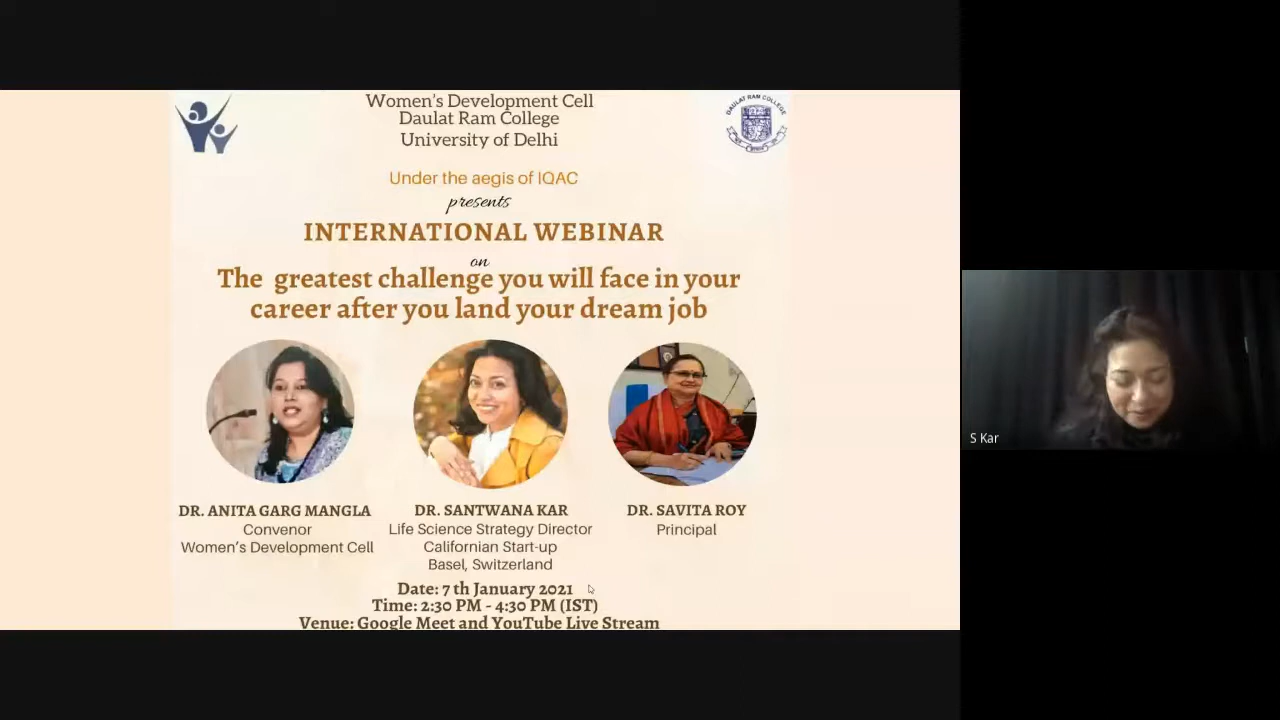 Women's Development Cell
Daulat Ram College
University of Delhi
DAULAT RAM COLLEGE
Under the aegis of IQAC
presents
INTERNATIONAL WEBINAR
on
The greatest challenge you will face in your
career after you land your dream job
DR. ANITA GARG MANGLA
Convenor
Women's Development Cell
DR. SANTWANA KAR
Life Science Strategy Director
Californian Start-up
Basel, Switzerland
DR. SAVITA ROY
Principal
Date: 7 th January 2021
Time: 2:30 PM - 4:30 PM (IST)
Venue: Google Meet and YouTube Live Stream
S Kar